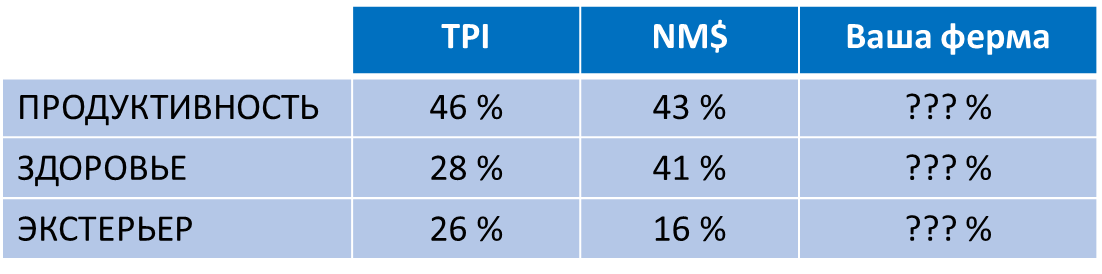 TPI NM$ Ваша ферма
ПРОДУКТИВНОСТЬ 46 % 43 % ??? %
ЗДОРОВЬЕ 28 % 41 % ??? %
ЭКСТЕРЬЕР 26 % 16 % ??? %